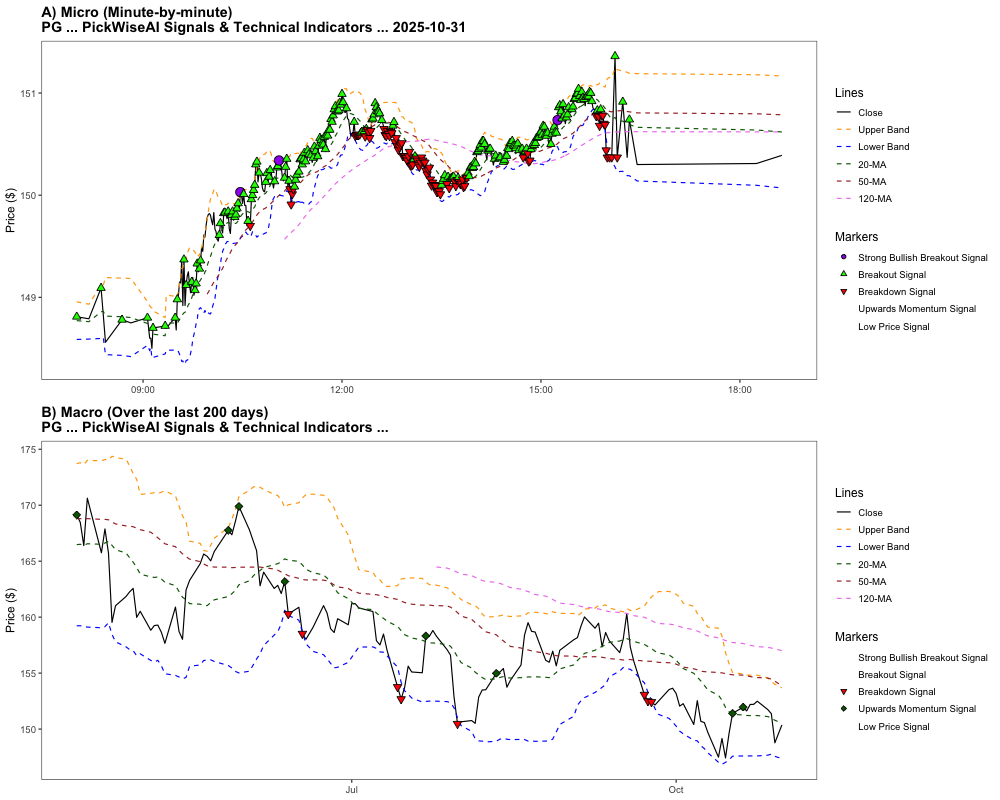 A) Micro (Minute-by-minute)
PG ... PickWiseAI Signals & Technical Indicators ... 2025-10-31
Price ($)
151
150
149
09:00
12:00
15:00
18:00
Lines
Close
Upper Band
Lower Band
20-MA
50-MA
120-MA
Markers
Strong Bullish Breakout Signal
Breakout Signal
Breakdown Signal
Upwards Momentum Signal
Low Price Signal
B) Macro (Over the last 200 days)
PG ... PickWiseAI Signals & Technical Indicators ...
Price ($)
175
170
165
160
155
150
Jul
Oct
Lines
Close
Upper Band
Lower Band
20-MA
50-MA
120-MA
Markers
Strong Bullish Breakout Signal
Breakout Signal
Breakdown Signal
Upwards Momentum Signal
Low Price Signal